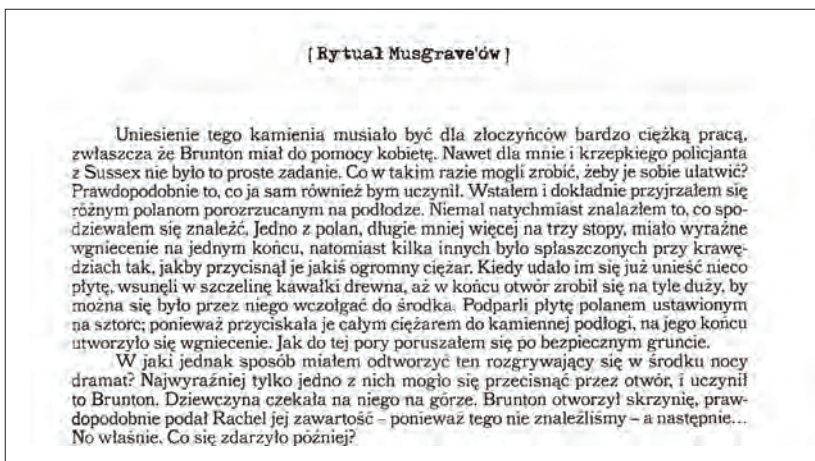 [Rytuał Musgrave'ów]
Uniesienie tego kamienia musiało być dla złoczyńców bardzo ciężką pracą,
zwłaszcza że Brunton miał do pomocy kobietę. Nawet dla mnie i krzepkiego policjanta
z Sussex nie było to proste zadanie. Co w takim razie mogli zrobić, żeby je sobie ułatwić?
Prawdopodobnie to, co ja sam również bym uczynił. Wstałem i dokładnie przyjrzałem się
różnym polanom porozrzucanym na podłodze. Niemal natychmiast znalazłem to, co spo-
dziewałem się znaleźć. Jedno z polan, długie mniej więcej na trzy stopy, miało wyraźne
wgniecenie na jednym końcu, natomiast kilka innych było spłaszczonych przy krawę-
dziach tak, jakby przycisnął je jakiś ogromny ciężar. Kiedy udało im się już unieść nieco
płytę, wsunęli w szczelinę kawałki drewna, aż w końcu otwór zrobił się na tyle duży, by
można się było przez niego wczołgać do środka. Podparli płytę polanem ustawionym
na sztorc; ponieważ przyciskała je całym ciężarem do kamiennej podłogi, na jego końcu
utworzyło się wgniecenie. Jak do tej pory poruszałem się po bezpiecznym gruncie.
W jaki jednak sposób miałem odtworzyć ten rozgrywający się w środku nocy
dramat? Najwyraźniej tylko jedno z nich mogło się przecisnąć przez otwór, i uczynił
to Brunton. Dziewczyna czekała na niego na górze. Brunton otworzył skrzynię, praw-
dopodobnie podał Rachel jej zawartość – ponieważ tego nie znaleźliśmy – a następnie...
No właśnie. Co się zdarzyło później?